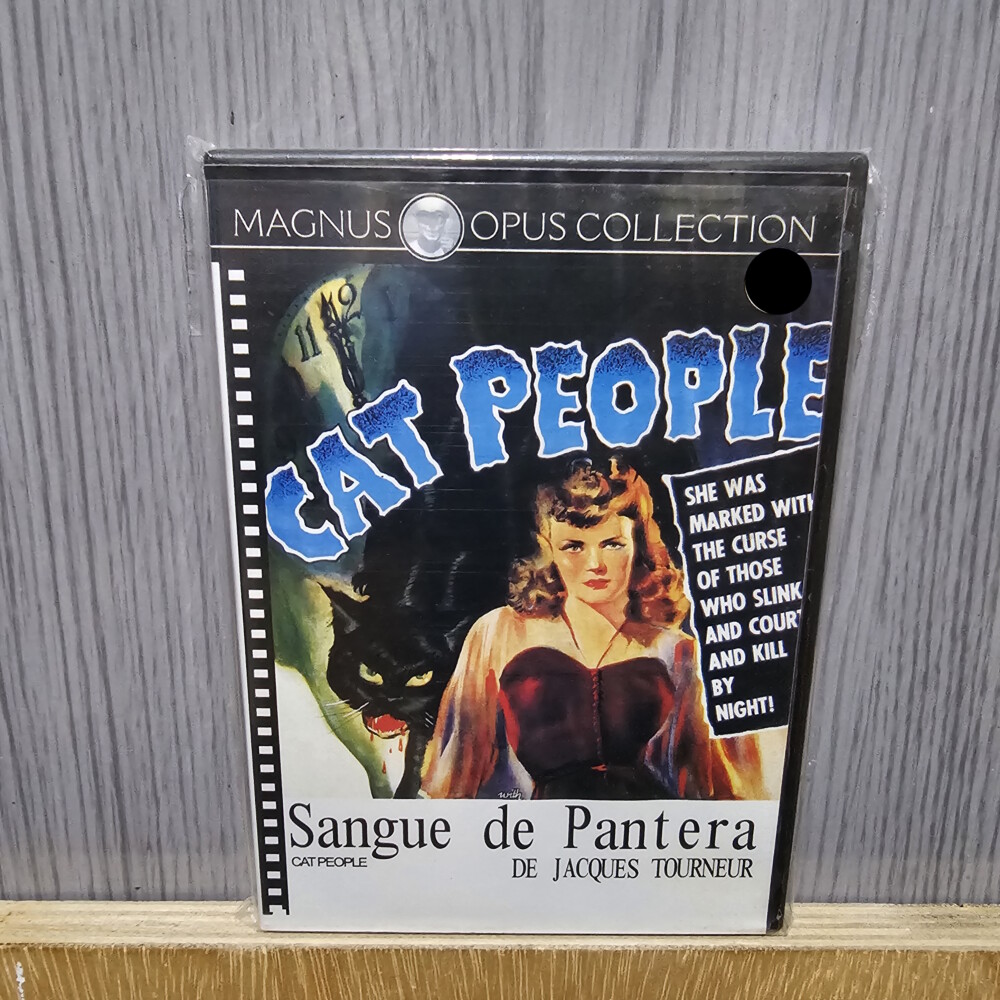 MAGNUS OPUS COLLECTION
11
CAT PEOPLE
SHE WAS
MARKED WITH
THE CURSE
OF THOSE
WHO SLINK
AND COURT
AND KILL
BY
NIGHT!
with
Sangue de Pantera
CAT PEOPLE
DE JACQUES TOURNEUR